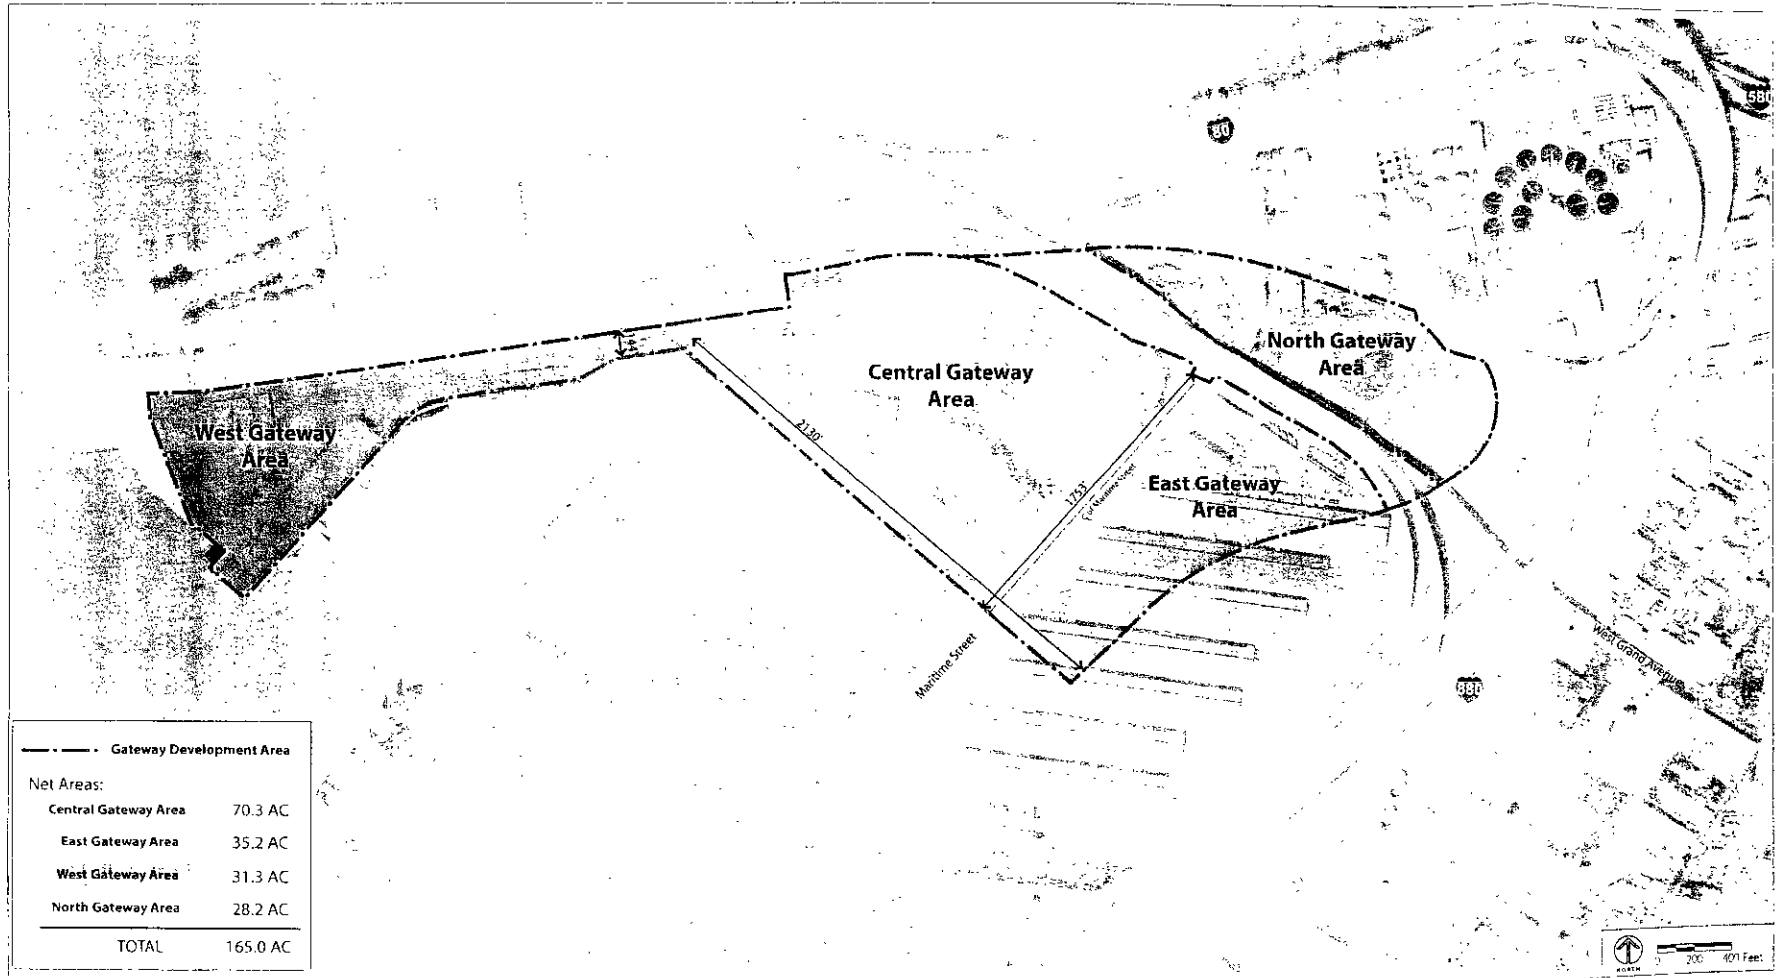 80
580
North Gateway
Area
Central Gateway
Area
West Gateway
Area
2130'
1753'
East Gateway
Area
Maritime Street
West Grand Avenue
880
Gateway Development Area
Net Areas:
Central Gateway Area 70.3 AC
East Gateway Area 35.2 AC
West Gateway Area 31.3 AC
North Gateway Area 28.2 AC
TOTAL 165.0 AC
NORTH
0 200 400 Feet